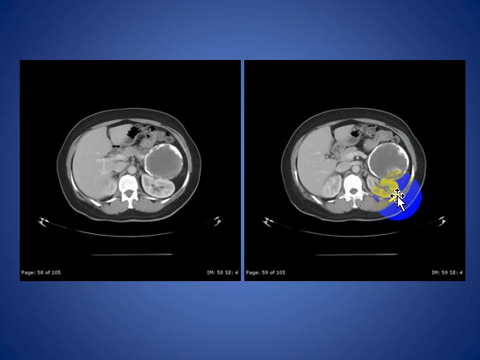 Page: 58 of 105
IM: 58 SE: 4
Page: 59 of 105
IM: 59 SE: 4